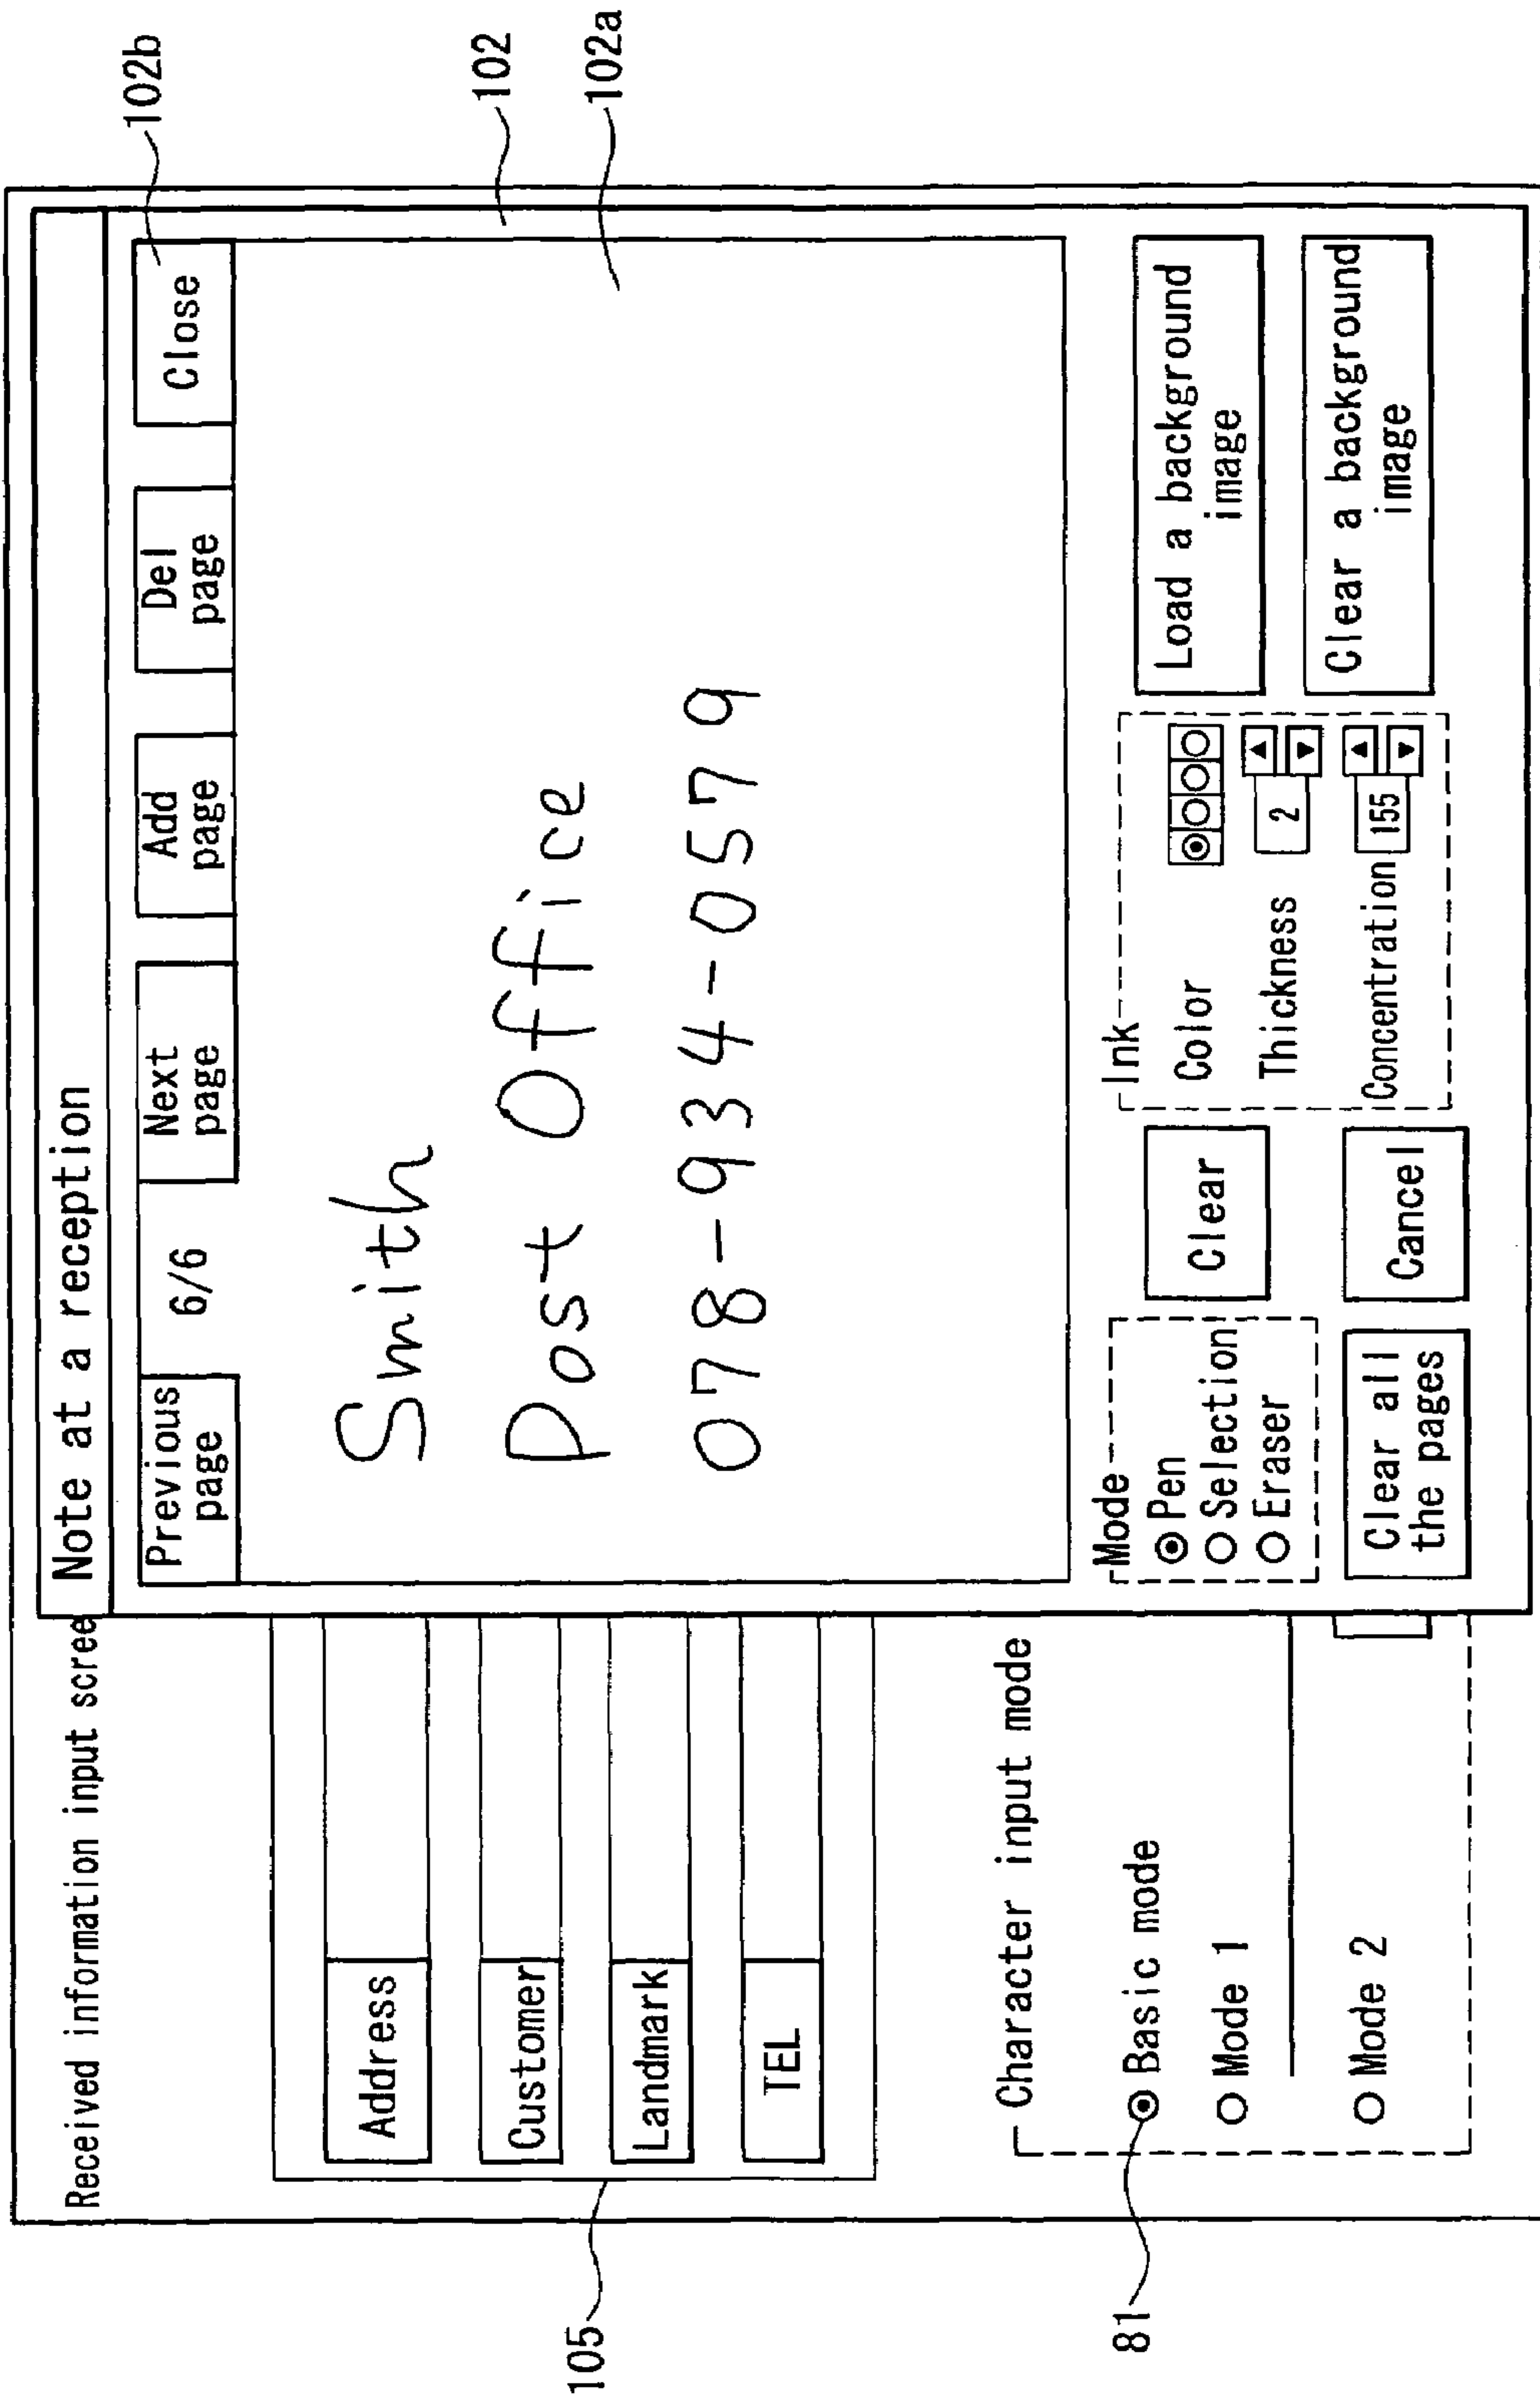 Received information input scree
Note at a reception
Previous page
6/6
Next page
Add page
Del page
Close
102b
102
102a
Address
Customer
Landmark
TEL
105
Smith
Post Office
078-934-0579
Character input mode
Basic mode
Mode 1
Mode 2
81
Mode
Pen
Selection
Eraser
Clear
Clear all the pages
Cancel
Ink
Color
Thickness 2
Concentration 155
Load a background image
Clear a background image